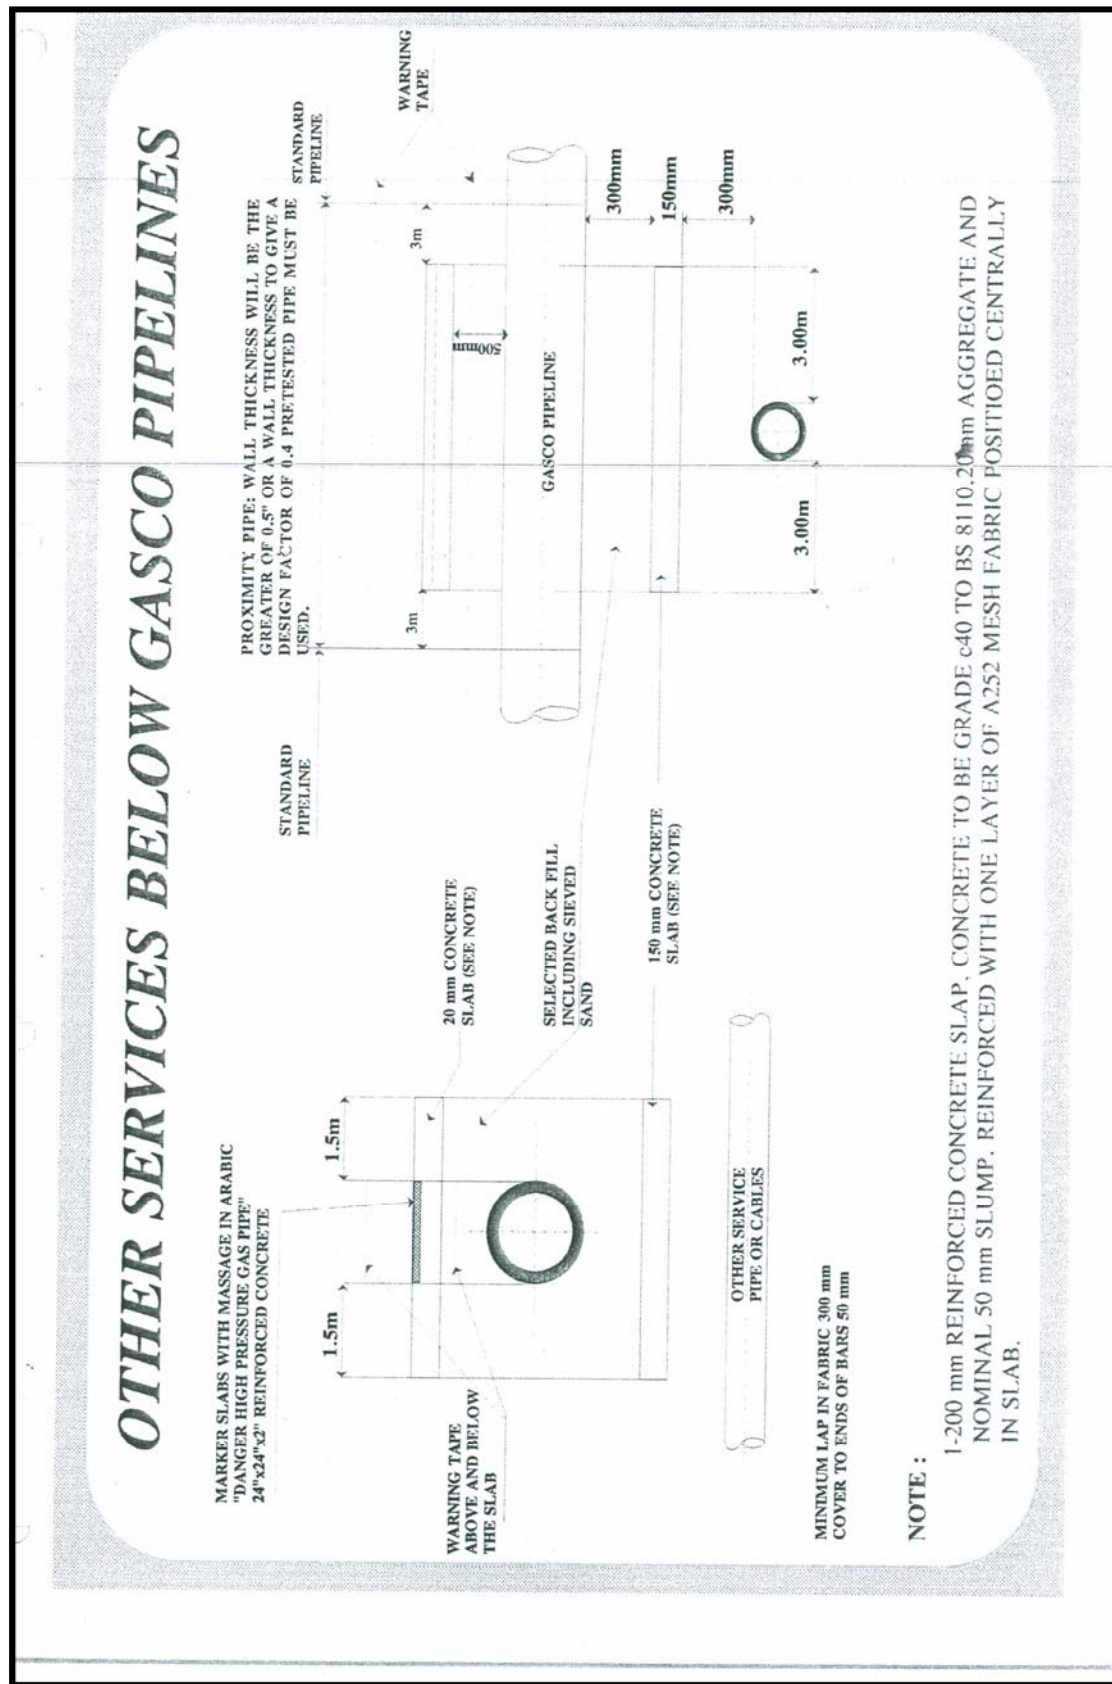 OTHER SERVICES BELOW GASCO PIPELINES
MARKER SLABS WITH MASSAGE IN ARABIC
"DANGER HIGH PRESSURE GAS PIPE"
24"x24"x2" REINFORCED CONCRETE
PROXIMITY PIPE: WALL THICKNESS WILL BE THE
GREATER OF 0.5" OR A WALL THICKNESS TO GIVE A
DESIGN FACTOR OF 0.4 PRETESTED PIPE MUST BE
USED.
STANDARD
PIPELINE
STANDARD
PIPELINE
WARNING
TAPE
1.5m
1.5m
3m
3m
20 mm CONCRETE
SLAB (SEE NOTE)
500mm
WARNING TAPE
ABOVE AND BELOW
THE SLAB
SELECTED BACK FILL
INCLUDING SIEVED
SAND
GASCO PIPELINE
300mm
150mm
300mm
150 mm CONCRETE
SLAB (SEE NOTE)
OTHER SERVICE
PIPE OR CABLES
3.00m
3.00m
MINIMUM LAP IN FABRIC 300 mm
COVER TO ENDS OF BARS 50 mm
NOTE :
1-200 mm REINFORCED CONCRETE SLAP, CONCRETE TO BE GRADE c40 TO BS 8110.20mm AGGREGATE AND
NOMINAL 50 mm SLUMP. REINFORCED WITH ONE LAYER OF A252 MESH FABRIC POSITIOED CENTRALLY
IN SLAB.